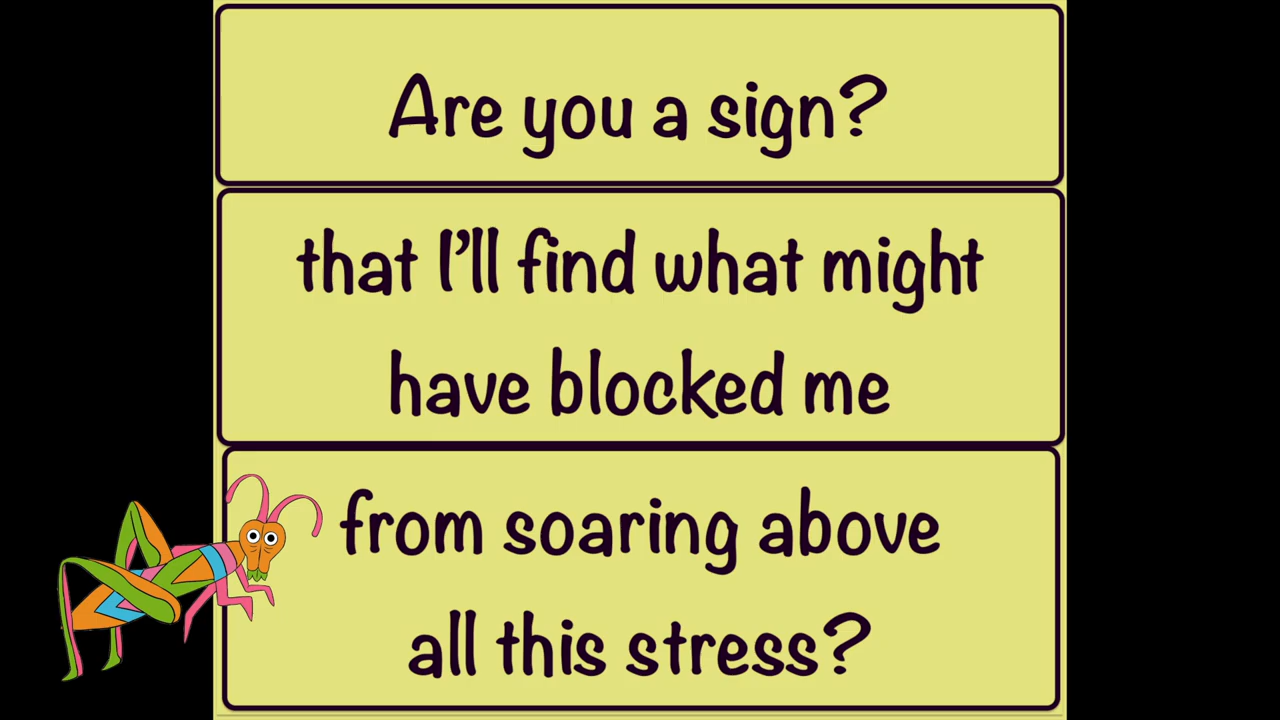 Are you a sign?
that I'll find what might
have blocked me
from soaring above
all this stress?